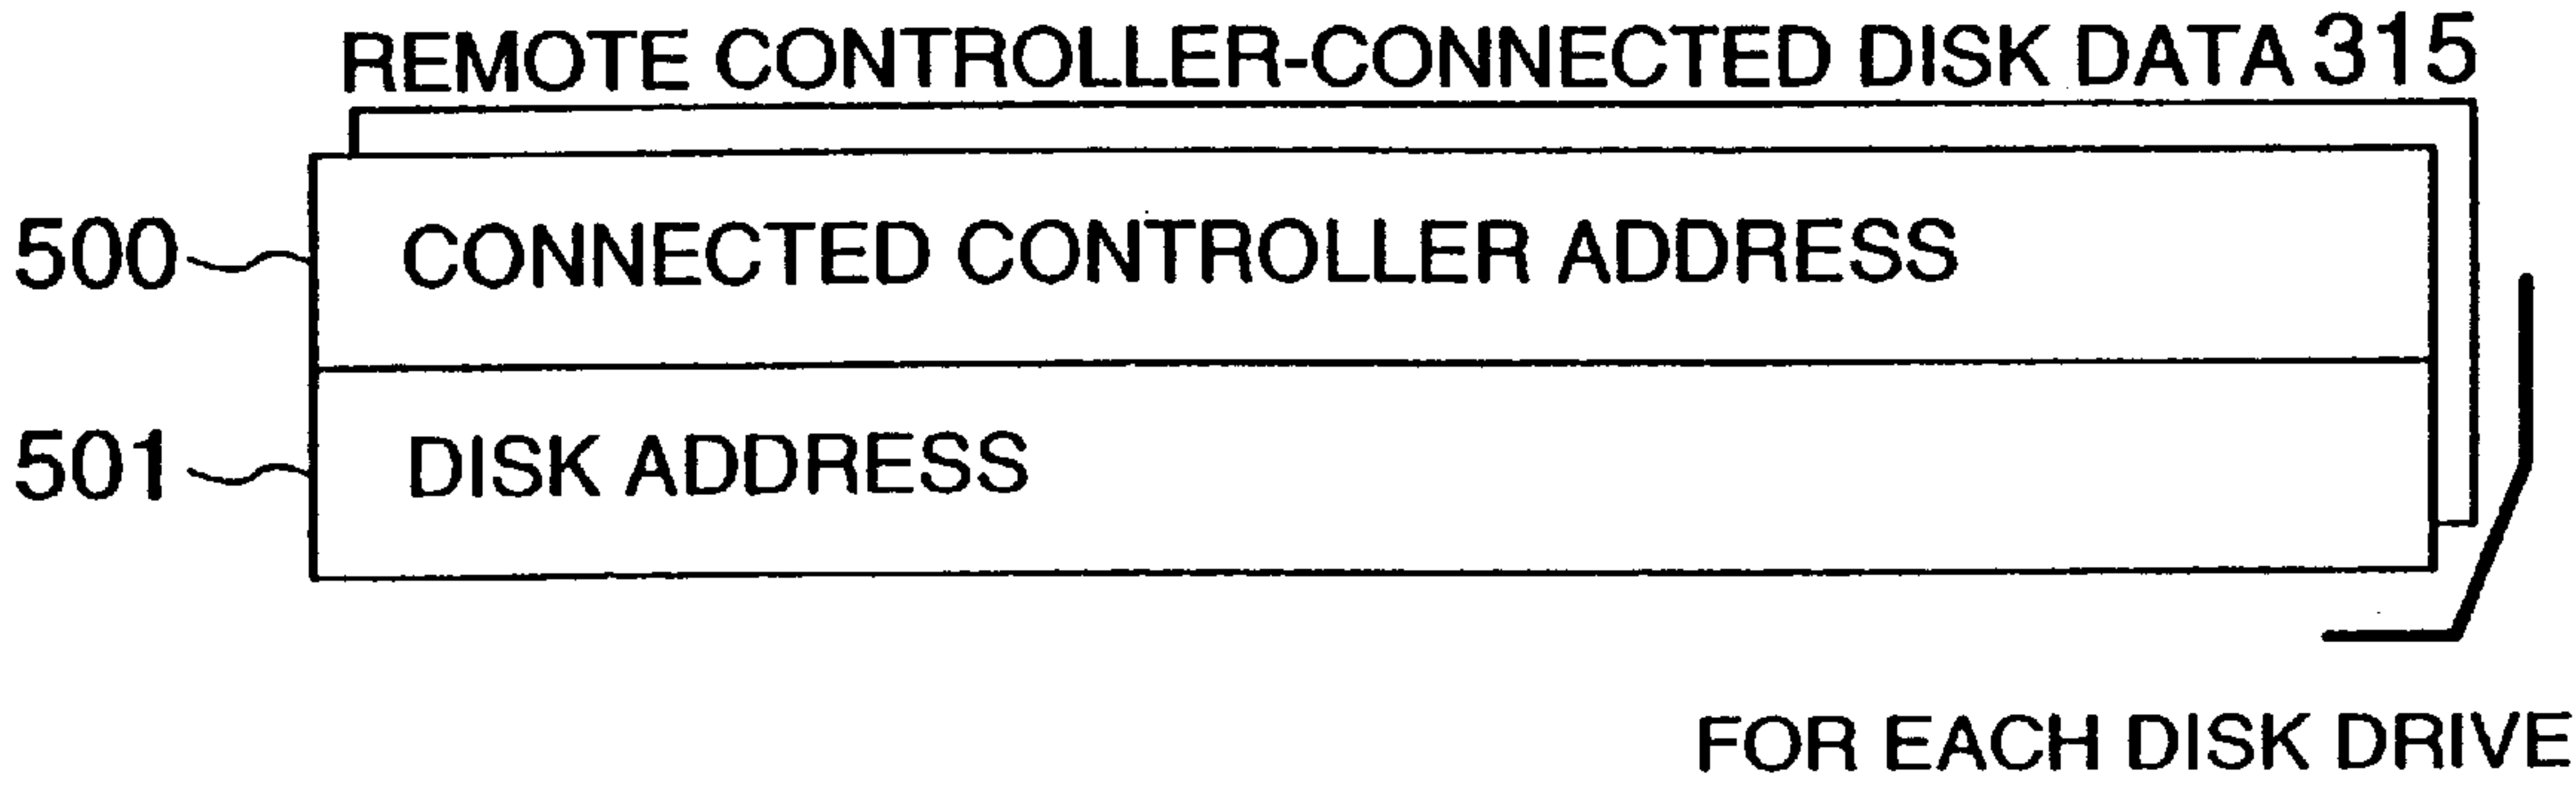 REMOTE CONTROLLER-CONNECTED DISK DATA 315
500 CONNECTED CONTROLLER ADDRESS
501 DISK ADDRESS
FOR EACH DISK DRIVE